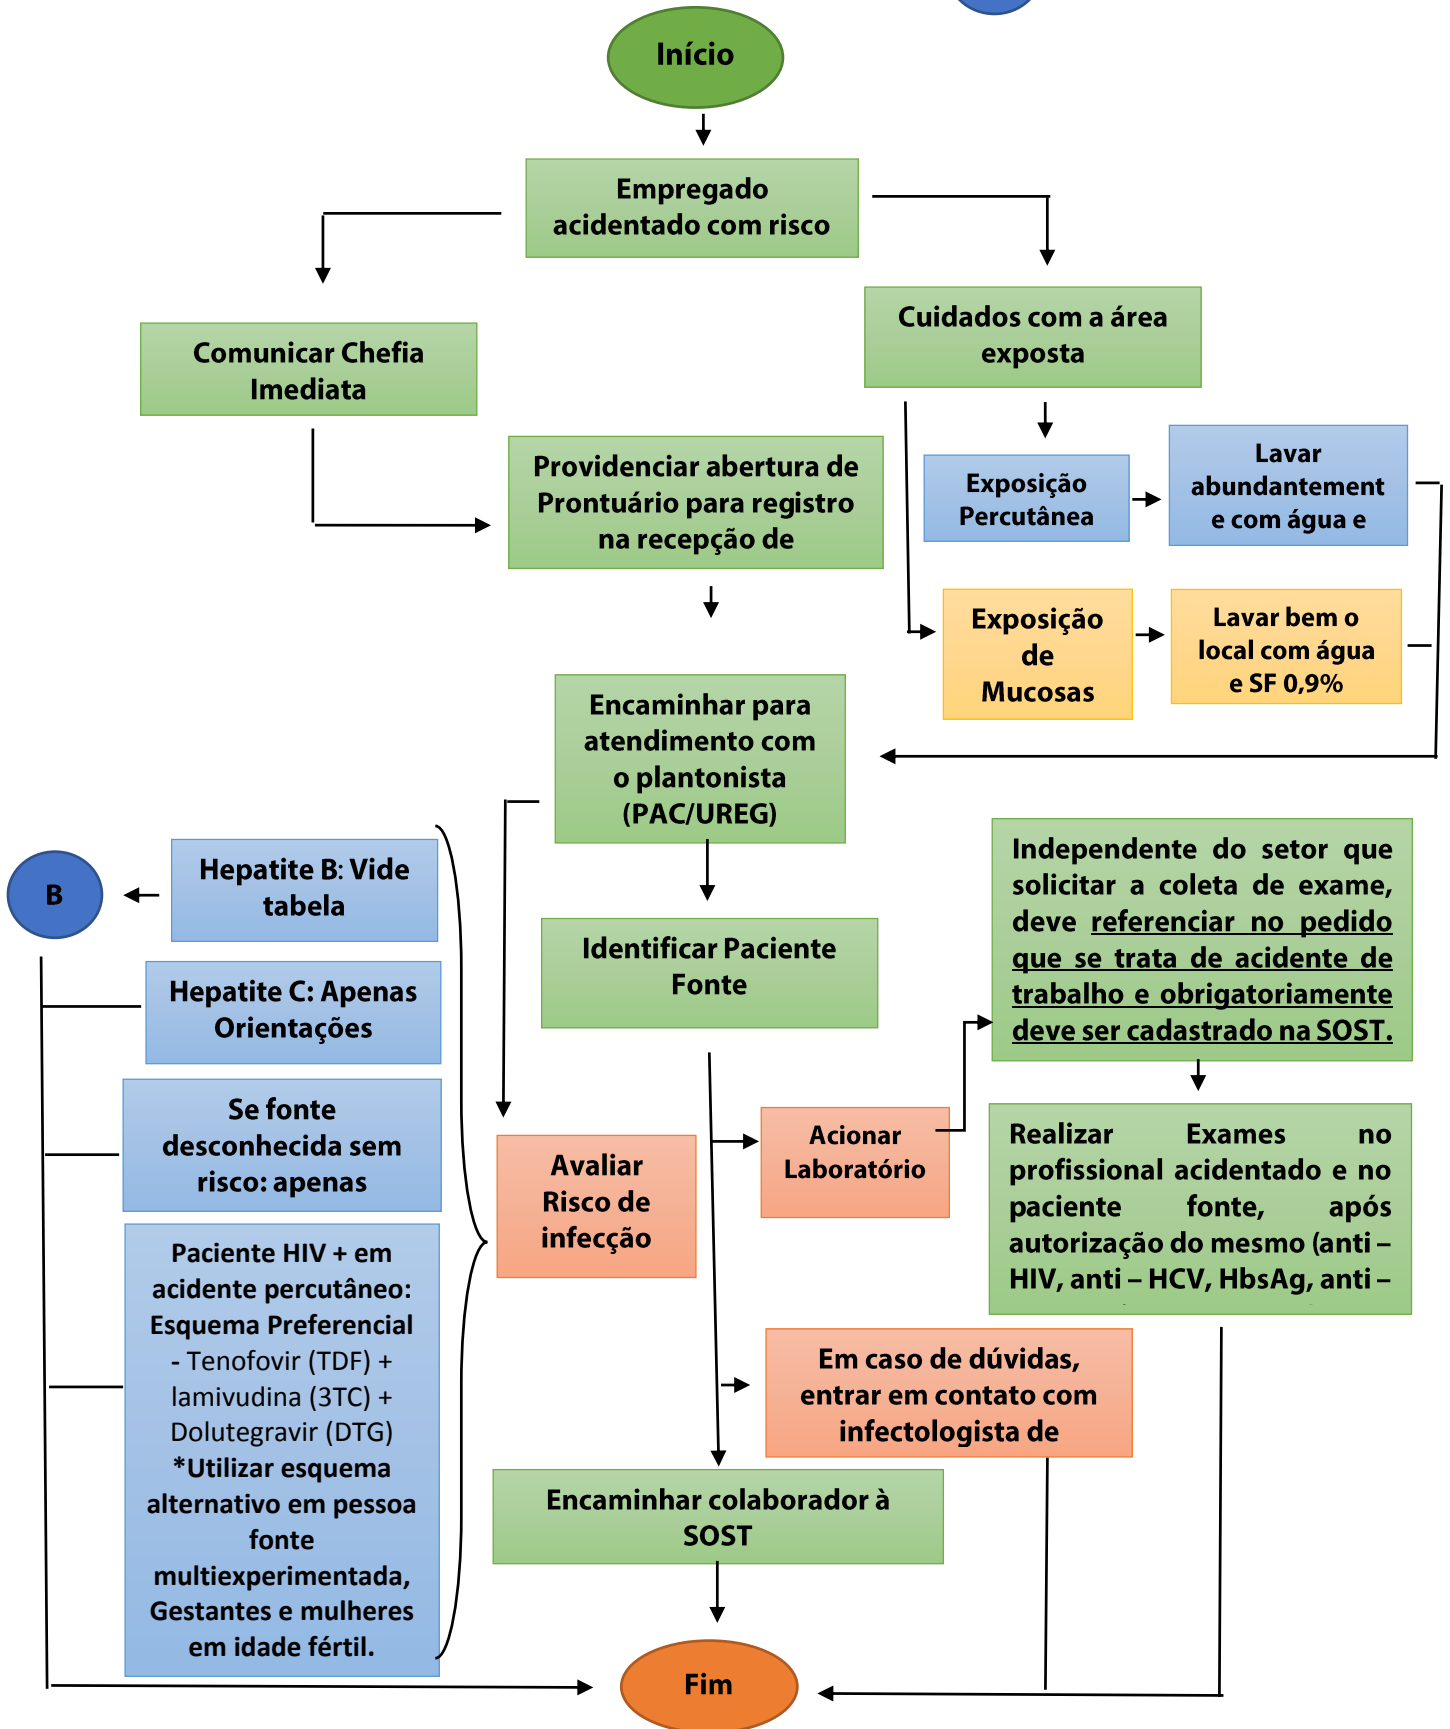 Início
Empregado
acidentado com risco
Comunicar Chefia
Imediata
Cuidados com a área
exposta
Providenciar abertura de
Prontuário para registro
na recepção de
Exposição
Percutânea
Lavar
abundantement
e com água e
Exposição
de
Mucosas
Lavar bem o
local com água
e SF 0,9%
Encaminhar para
atendimento com
o plantonista
(PAC/UREG)
B
Hepatite B: Vide
tabela
Hepatite C: Apenas
Orientações
Se fonte
desconhecida sem
risco: apenas
Paciente HIV + em
acidente percutâneo:
Esquema Preferencial
- Tenofovir (TDF) +
lamivudina (3TC) +
Dolutegravir (DTG)
*Utilizar esquema
alternativo em pessoa
fonte
multiexperimentada,
Gestantes e mulheres
em idade fértil.
Identificar Paciente
Fonte
Avaliar
Risco de
infecção
Acionar
Laboratório
Independente do setor que
solicitar a coleta de exame,
deve referenciar no pedido
que se trata de acidente de
trabalho e obrigatoriamente
deve ser cadastrado na SOST.
Realizar Exames no
profissional acidentado e no
paciente fonte, após
autorização do mesmo (anti –
HIV, anti – HCV, HbsAg, anti –
Em caso de dúvidas,
entrar em contato com
infectologista de
Encaminhar colaborador à
SOST
Fim